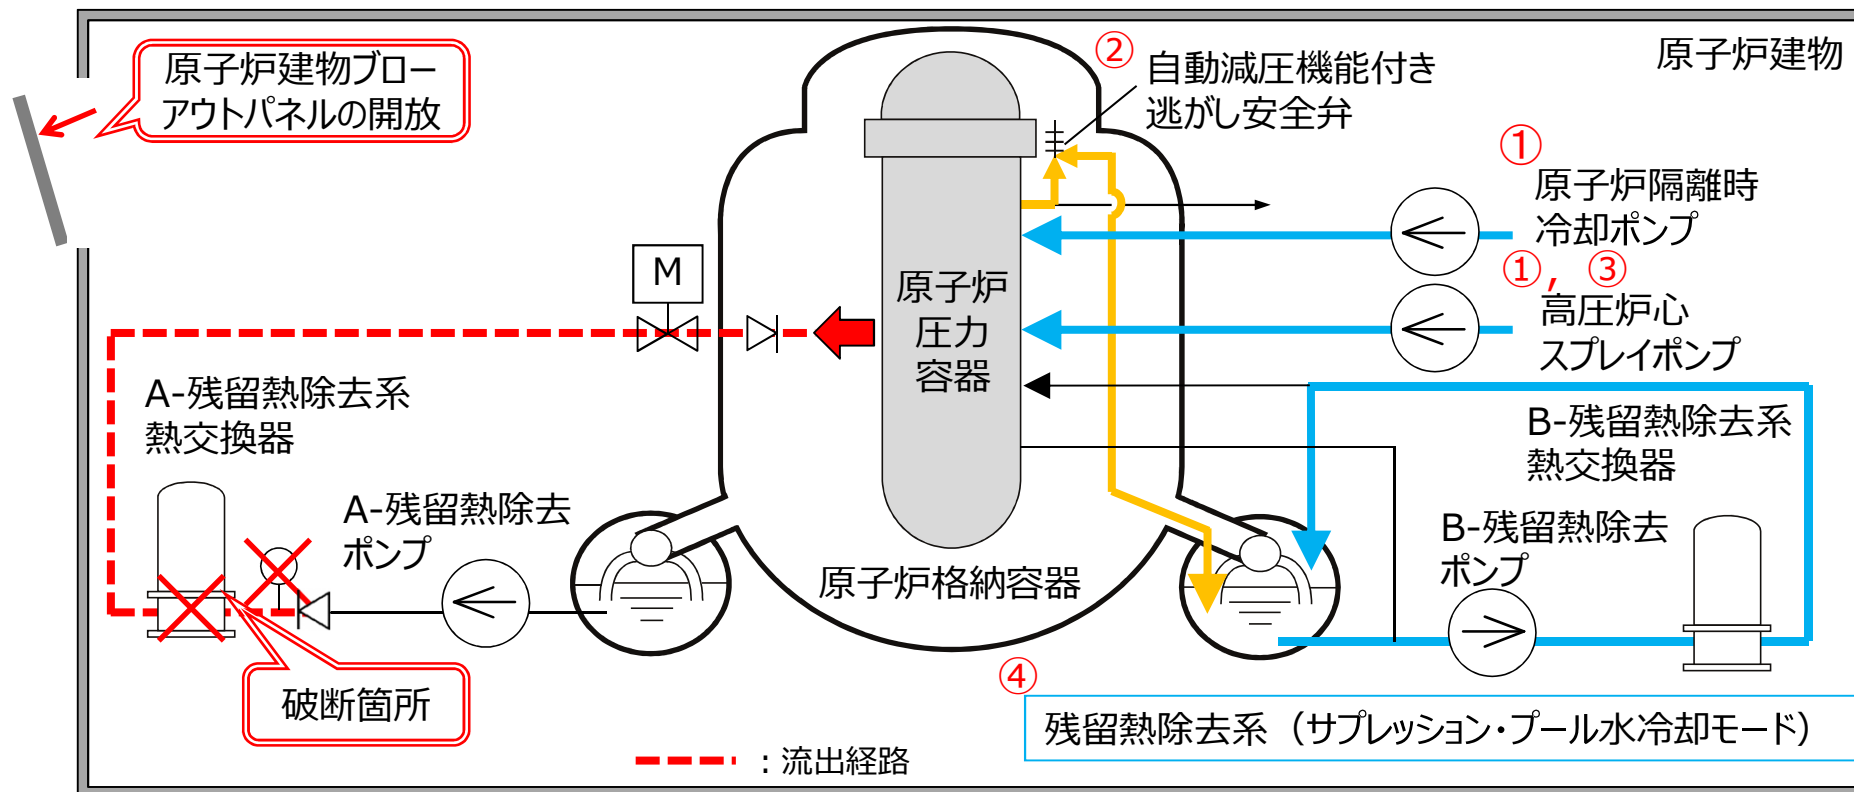 原子炉建物ブロー
アウトパネルの開放
②
自動減圧機能付き
逃がし安全弁
原子炉建物
①
原子炉隔離時
冷却ポンプ
①，③
高圧炉心
スプレイポンプ
M
原子炉
圧力
容器
A-残留熱除去系
熱交換器
A-残留熱除去
ポンプ
B-残留熱除去系
熱交換器
B-残留熱除去
ポンプ
原子炉格納容器
破断箇所
④
残留熱除去系（サプレッション・プール水冷却モード）
：流出経路